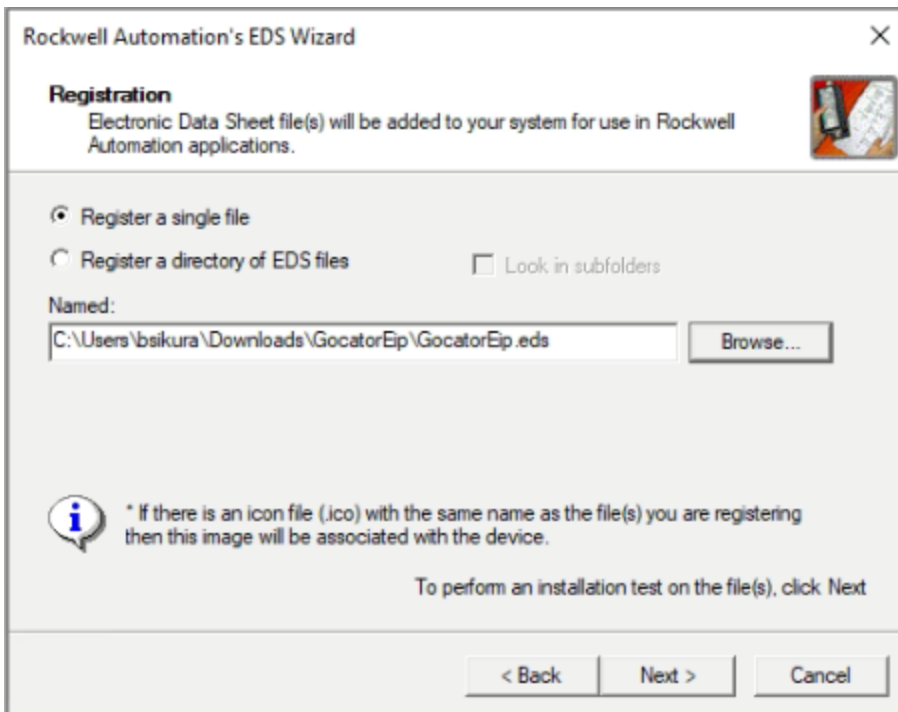 Rockwell Automation's EDS Wizard
Registration
Electronic Data Sheet file(s) will be added to your system for use in Rockwell
Automation applications.
Register a single file
Register a directory of EDS files
Look in subfolders
Named:
C:\Users\bsikura\Downloads\GocatorEip\GocatorEip.eds
Browse...
* If there is an icon file (.ico) with the same name as the file(s) you are registering
then this image will be associated with the device.
To perform an installation test on the file(s), click Next
< Back
Next >
Cancel